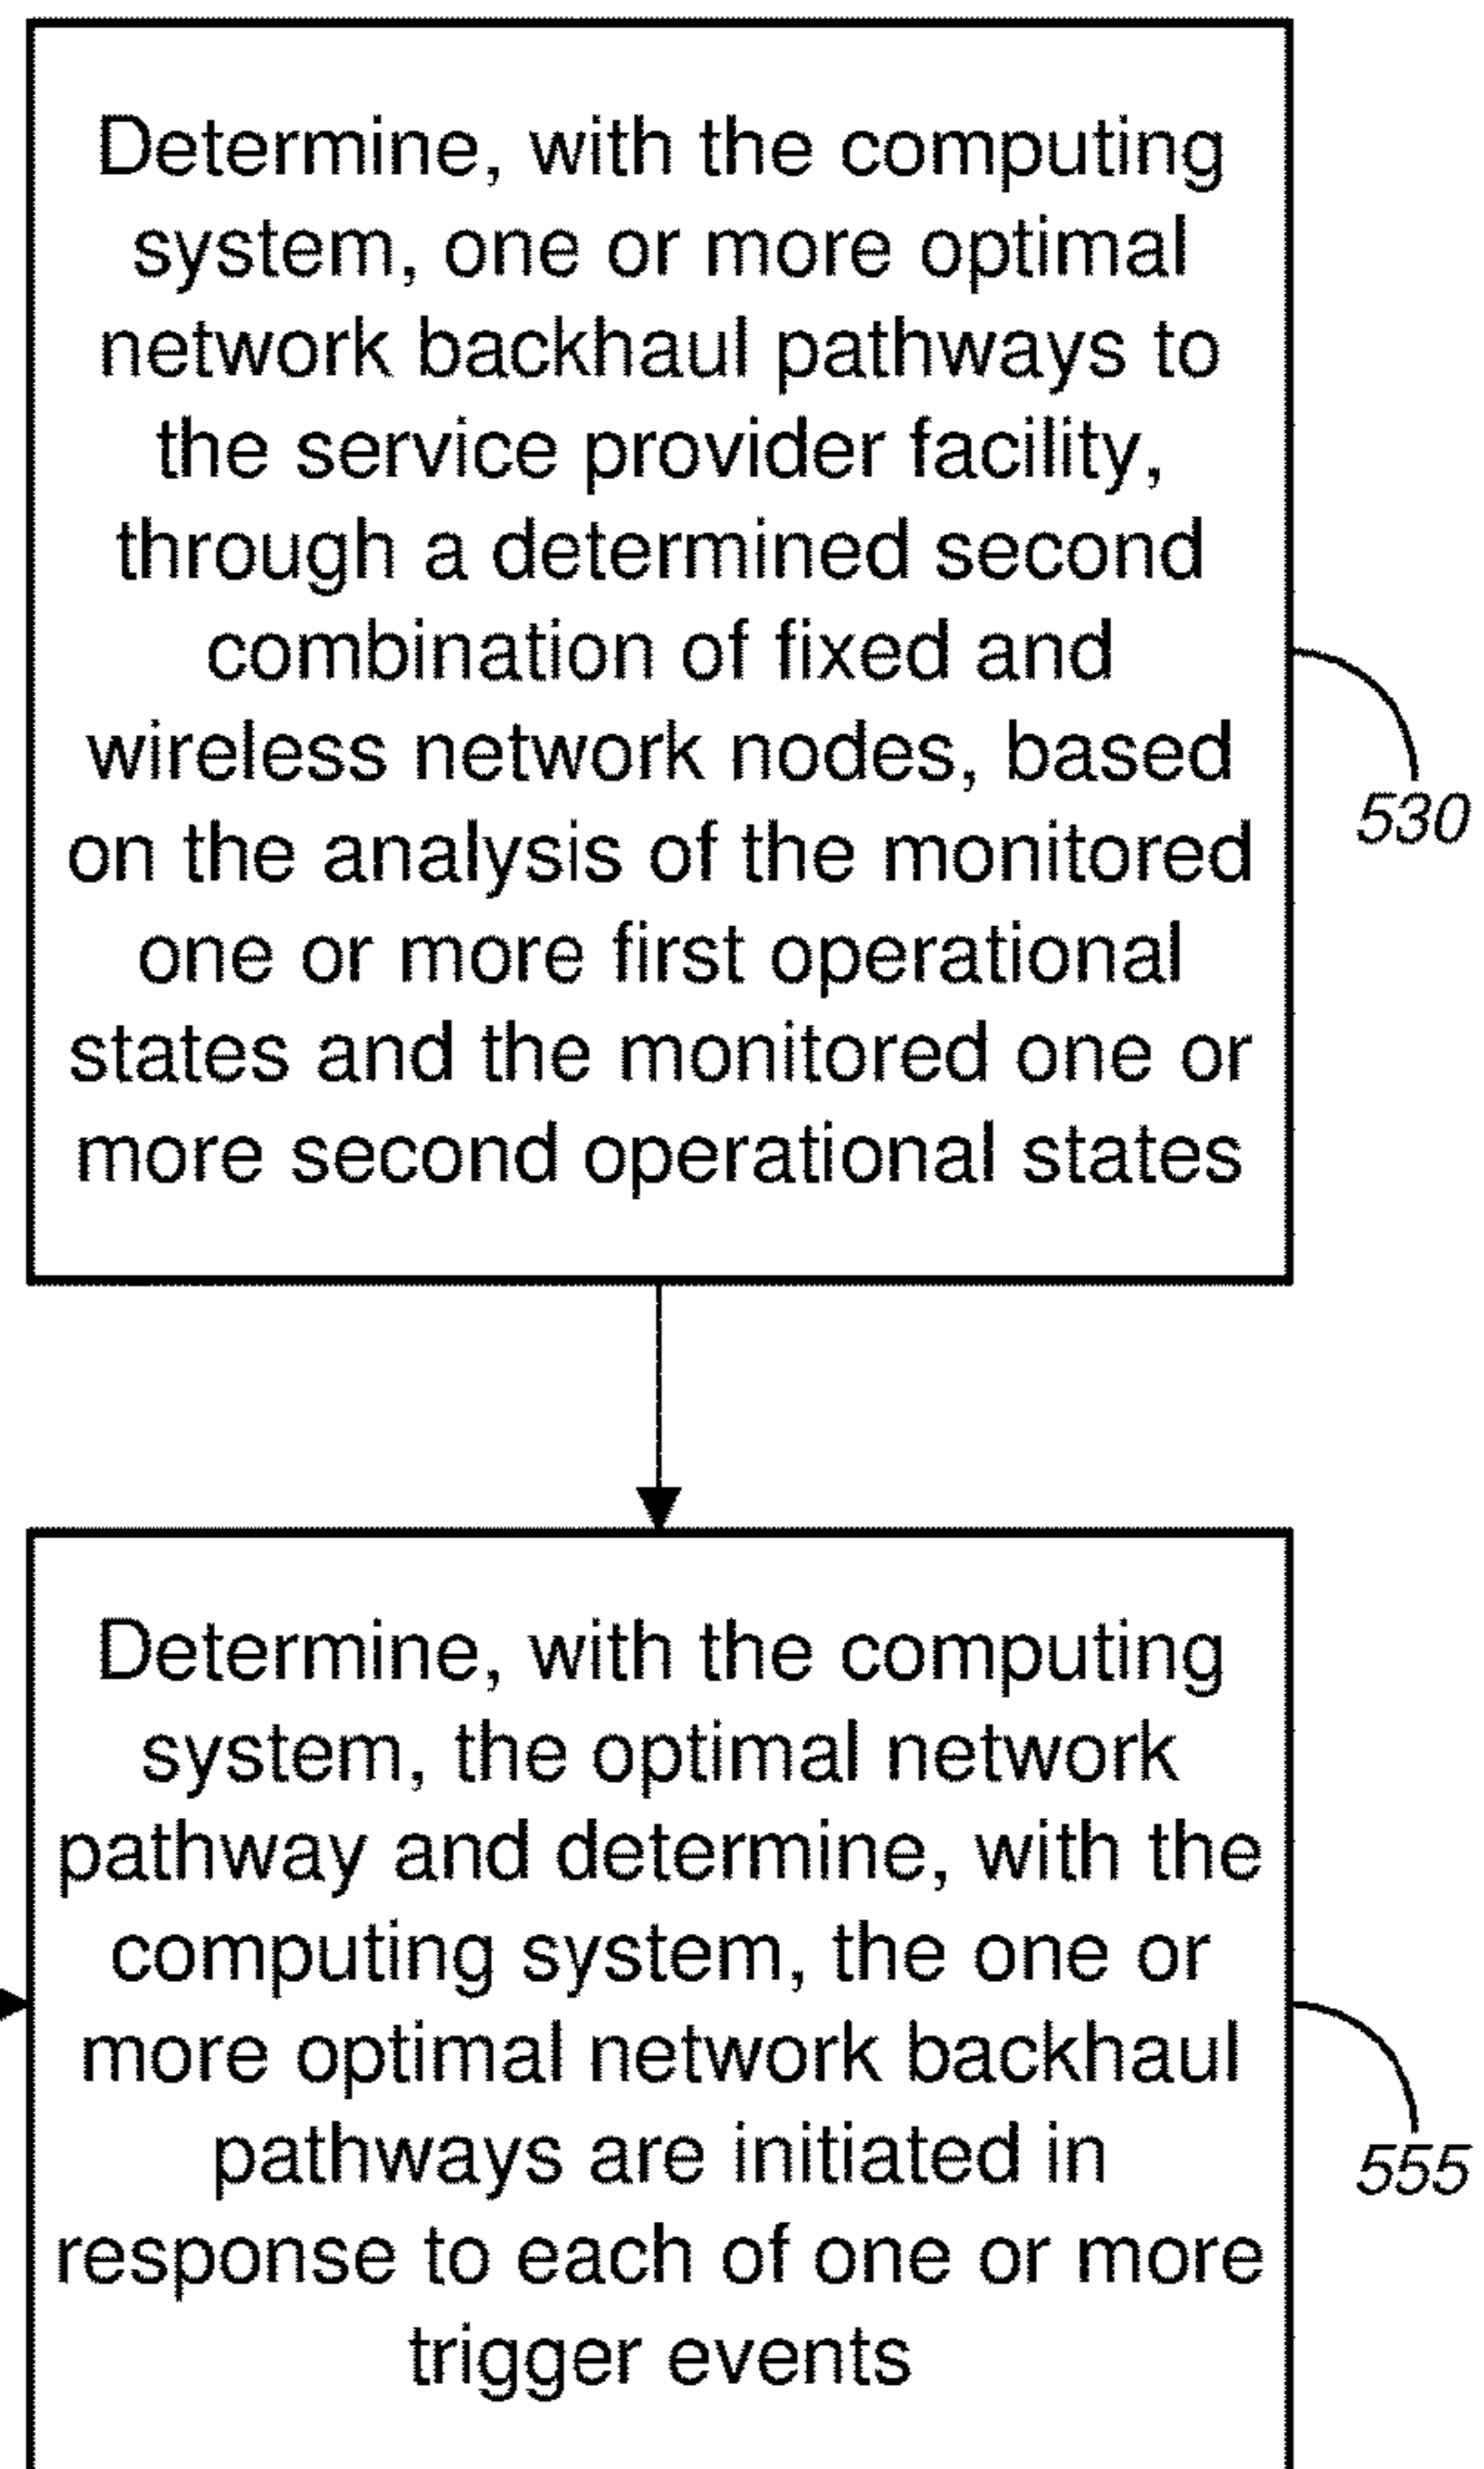 Determine, with the computing
system, one or more optimal
network backhaul pathways to
the service provider facility,
through a determined second
combination of fixed and
wireless network nodes, based
on the analysis of the monitored
one or more first operational
states and the monitored one or
more second operational states
530
Determine, with the computing
system, the optimal network
pathway and determine, with the
computing system, the one or
more optimal network backhaul
pathways are initiated in
response to each of one or more
trigger events
555